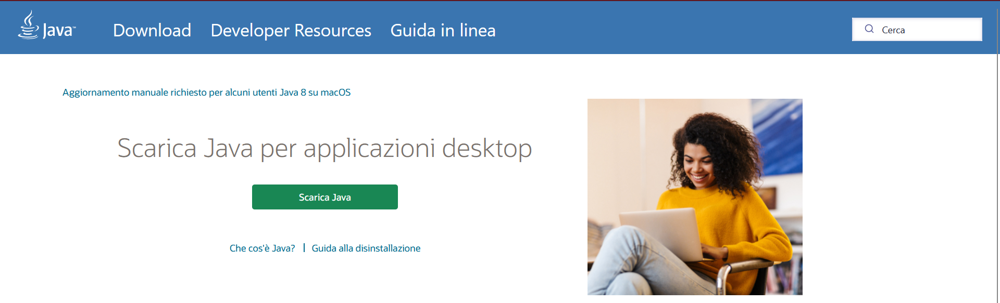 Java™
Download
Developer Resources
Guida in linea
Cerca
Aggiornamento manuale richiesto per alcuni utenti Java 8 su macOS
Scarica Java per applicazioni desktop
Scarica Java
Che cos'è Java? | Guida alla disinstallazione